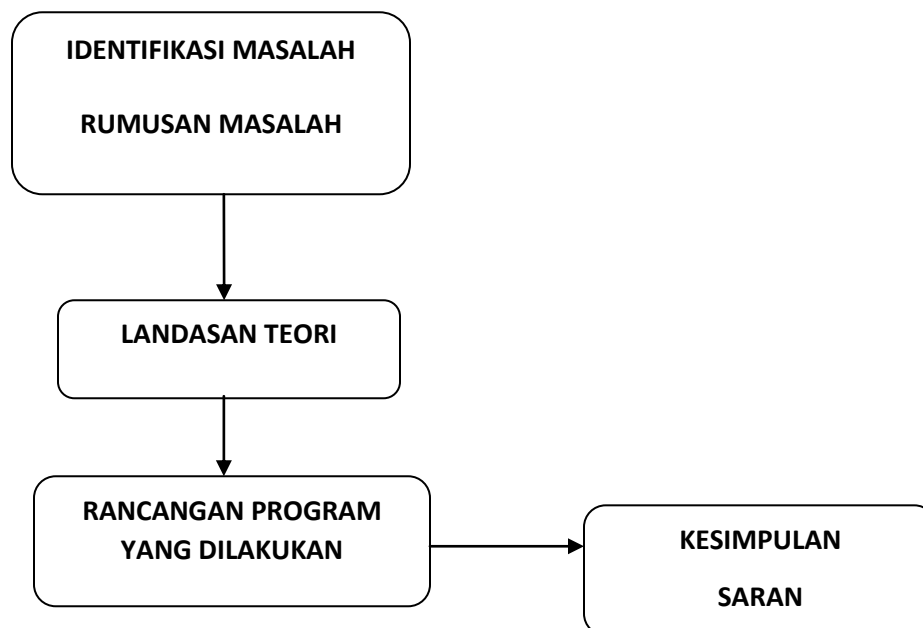 IDENTIFIKASI MASALAH
RUMUSAN MASALAH
LANDASAN TEORI
RANCANGAN PROGRAM
YANG DILAKUKAN
KESIMPULAN
SARAN